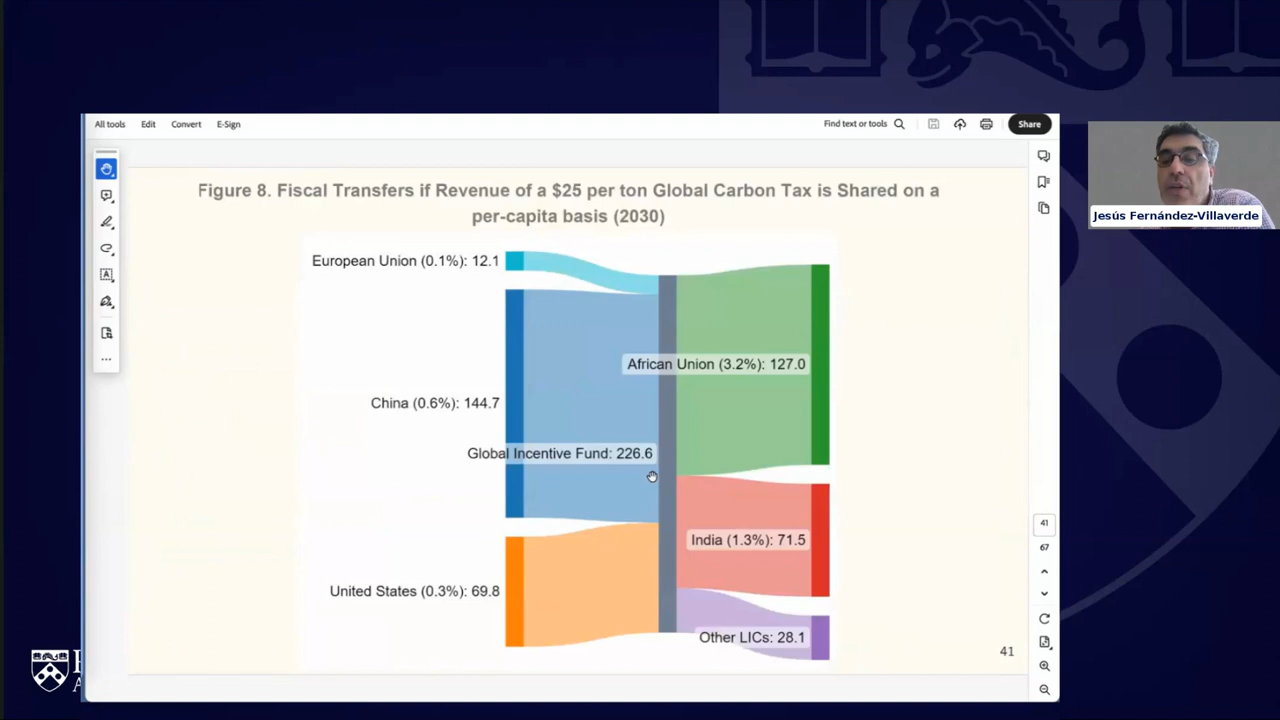 All tools Edit Convert E-Sign Find text or tools Share
Jesús Fernández-Villaverde
Figure 8. Fiscal Transfers if Revenue of a $25 per ton Global Carbon Tax is Shared on a
per-capita basis (2030)
European Union (0.1%): 12.1
African Union (3.2%): 127.0
China (0.6%): 144.7
Global Incentive Fund: 226.6
India (1.3%): 71.5
United States (0.3%): 69.8
Other LICs: 28.1
41
41
67